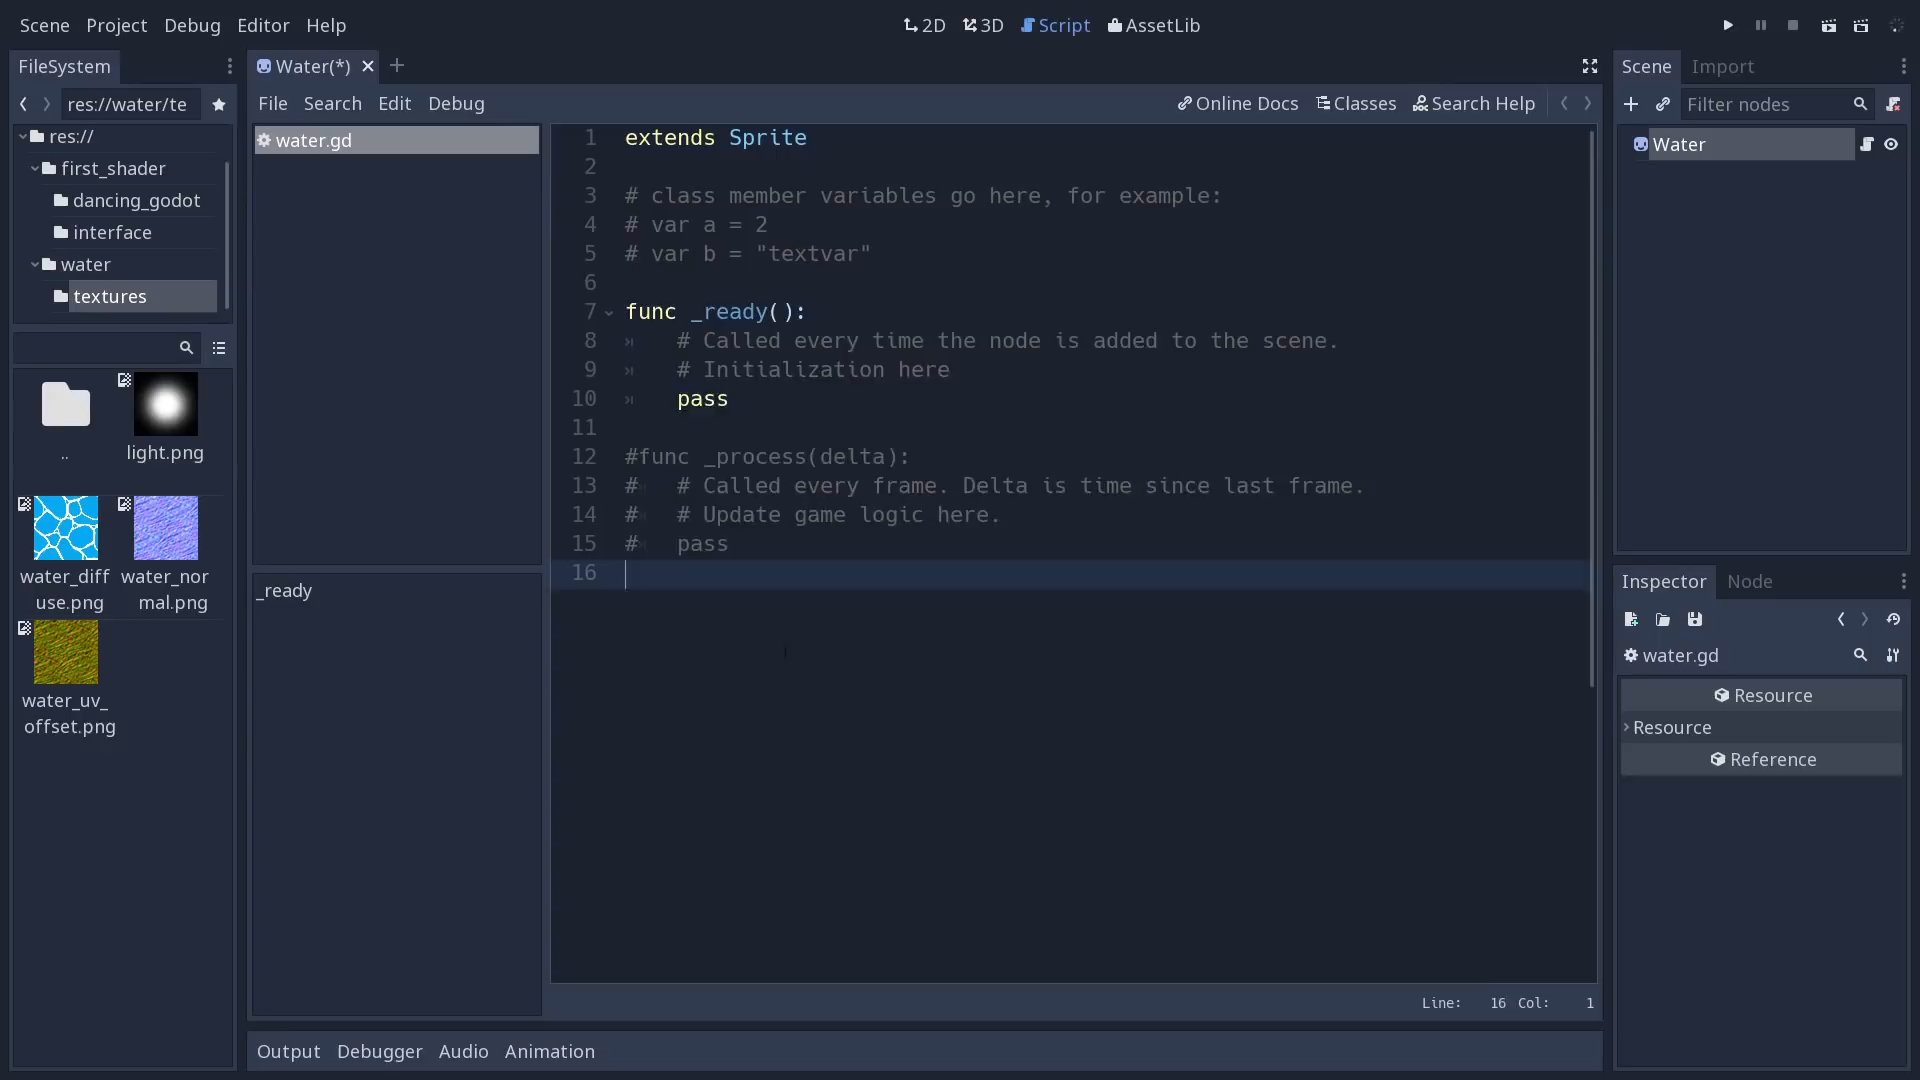 Scene Project Debug Editor Help
2D 3D Script AssetLib
FileSystem
res://water/te
res://
first_shader
dancing_godot
interface
water
textures
..
light.png
water_diff
use.png
water_nor
mal.png
water_uv_
offset.png
Water(*)
File Search Edit Debug
Online Docs Classes Search Help
water.gd
_ready
1 extends Sprite
2
3 # class member variables go here, for example:
4 # var a = 2
5 # var b = "textvar"
6
7 func _ready():
8 # Called every time the node is added to the scene.
9 # Initialization here
10 pass
11
12 #func _process(delta):
13 # # Called every frame. Delta is time since last frame.
14 # # Update game logic here.
15 # pass
16
Line: 16 Col: 1
Output Debugger Audio Animation
Scene Import
Filter nodes
Water
Inspector Node
water.gd
Resource
Resource
Reference